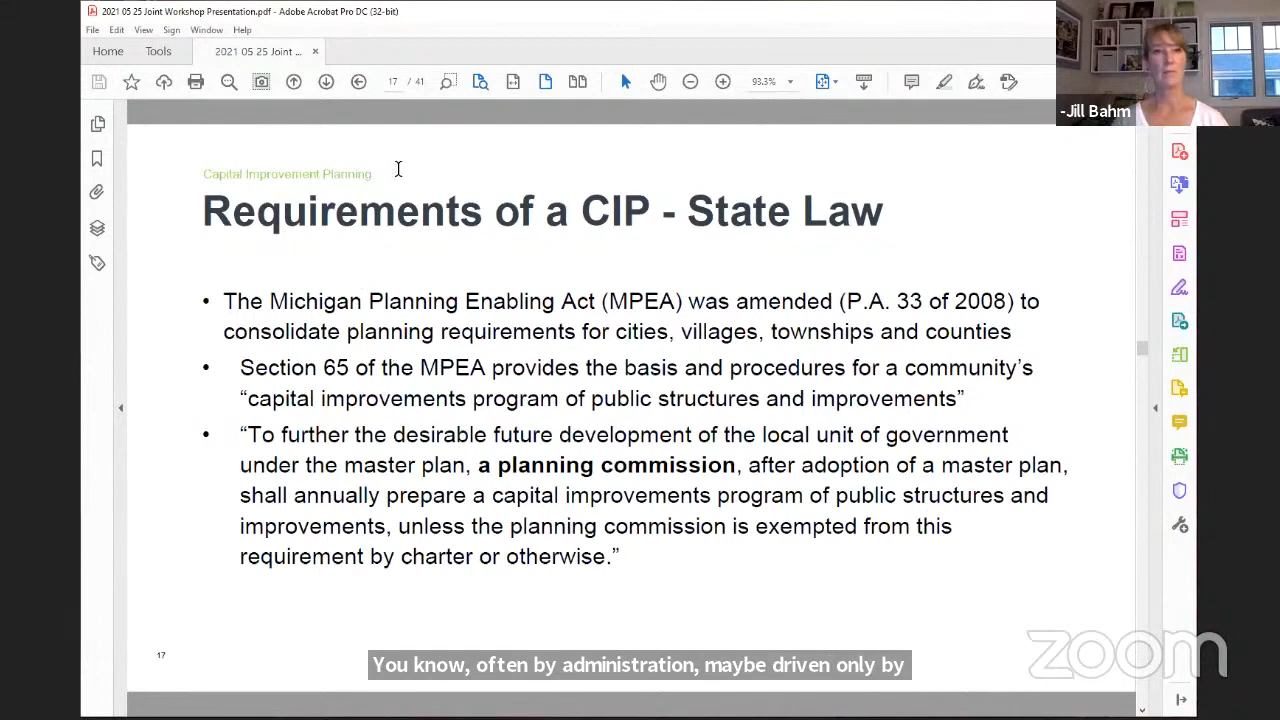 2021 05 25 Joint Workshop Presentation.pdf - Adobe Acrobat Pro DC (32-bit)
File Edit View Sign Window Help
Home Tools 2021 05 25 Joint ... ×
17 / 41 93.3%
-Jill Bahm
Capital Improvement Planning
Requirements of a CIP - State Law
• The Michigan Planning Enabling Act (MPEA) was amended (P.A. 33 of 2008) to
consolidate planning requirements for cities, villages, townships and counties
• Section 65 of the MPEA provides the basis and procedures for a community’s
“capital improvements program of public structures and improvements”
• “To further the desirable future development of the local unit of government
under the master plan, a planning commission, after adoption of a master plan,
shall annually prepare a capital improvements program of public structures and
improvements, unless the planning commission is exempted from this
requirement by charter or otherwise.”
17
You know, often by administration, maybe driven only by
zoom